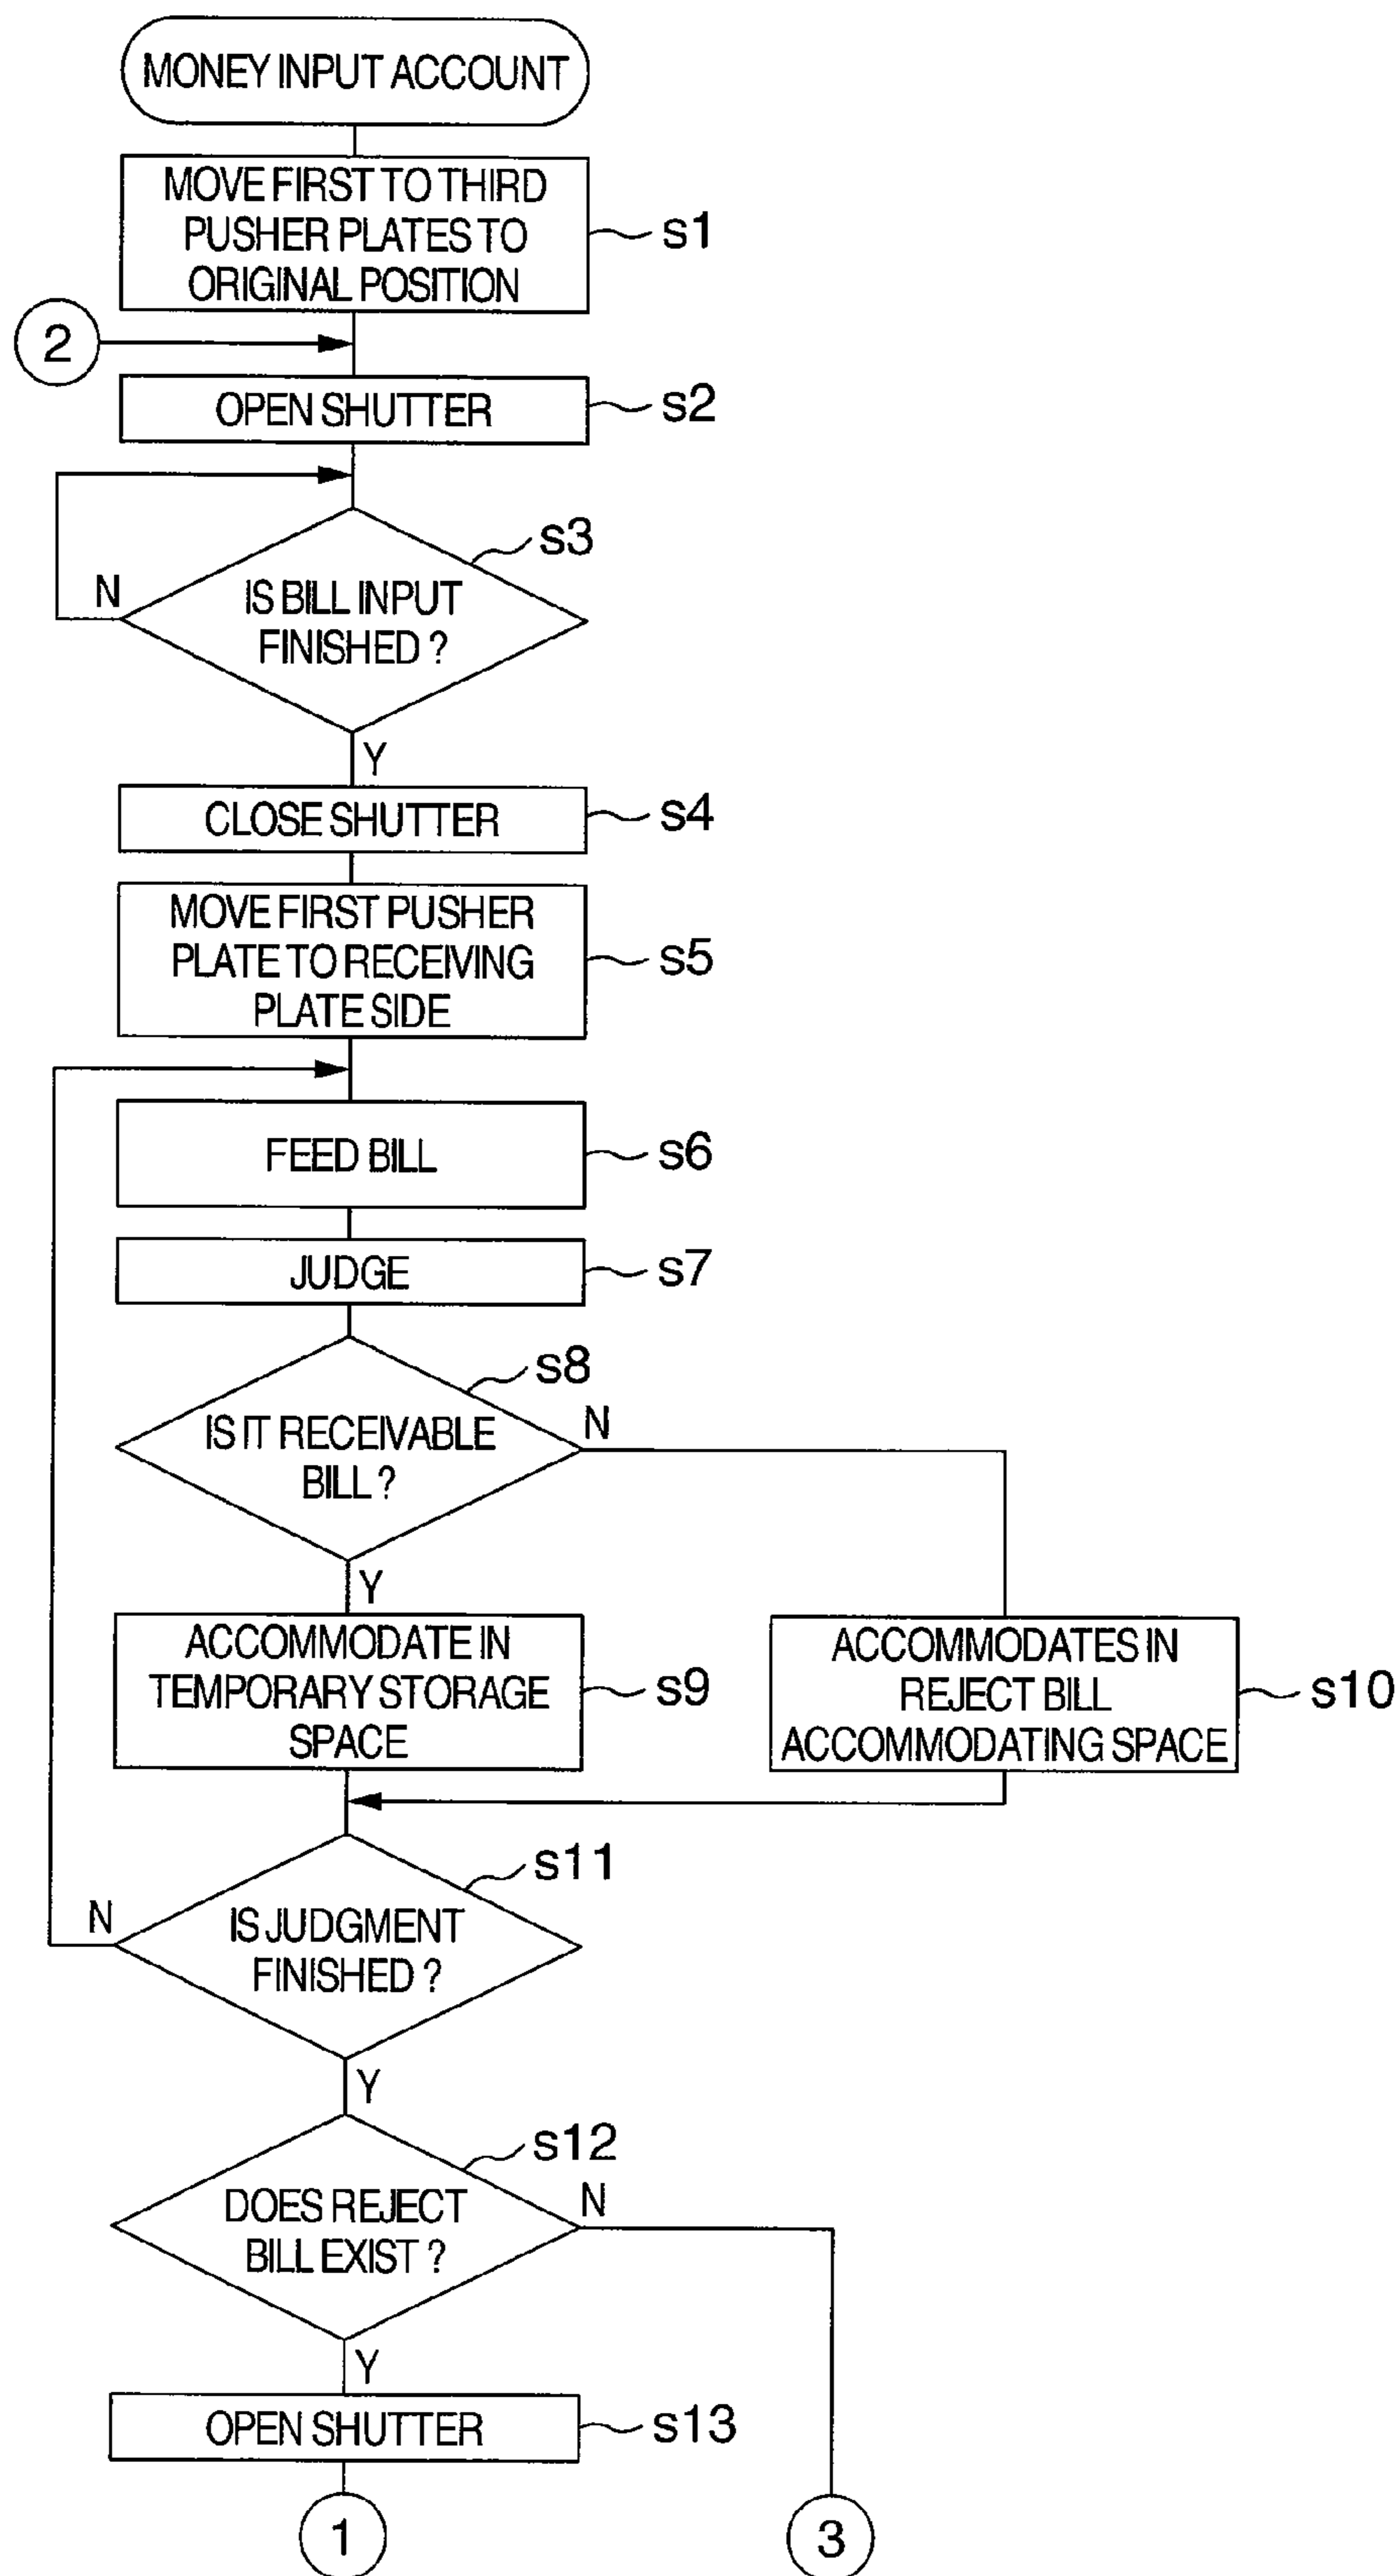 MONEY INPUT ACCOUNT
MOVE FIRST TO THIRD
PUSHER PLATES TO
ORIGINAL POSITION
s1
2
OPEN SHUTTER
s2
s3
N
IS BILL INPUT
FINISHED ?
Y
CLOSE SHUTTER
s4
MOVE FIRST PUSHER
PLATE TO RECEIVING
PLATE SIDE
s5
FEED BILL
s6
JUDGE
s7
s8
IS IT RECEIVABLE
BILL ?
N
Y
ACCOMMODATE IN
TEMPORARY STORAGE
SPACE
s9
ACCOMMODATES IN
REJECT BILL
ACCOMMODATING SPACE
s10
s11
N
IS JUDGMENT
FINISHED ?
Y
s12
DOES REJECT
BILL EXIST ?
N
Y
OPEN SHUTTER
s13
1
3